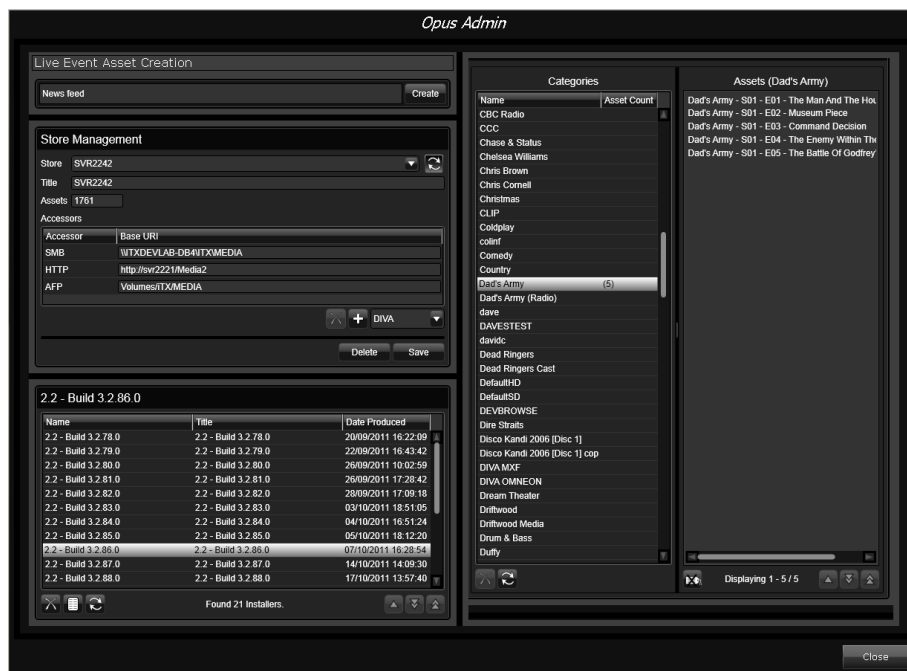 Opus Admin
Live Event Asset Creation
News feed
Create
Store Management
Store SVR2242
Title SVR2242
Assets 1761
Accessors
Accessor Base URI
SMB \\ITXDEVLAB-DB4\ITX\MEDIA
HTTP http://svr2221/Media2
AFP Volumes/iTX/MEDIA
DIVA
Delete Save
2.2 - Build 3.2.86.0
Name Title Date Produced
2.2 - Build 3.2.78.0 2.2 - Build 3.2.78.0 20/09/2011 16:22:09
2.2 - Build 3.2.79.0 2.2 - Build 3.2.79.0 22/09/2011 16:43:42
2.2 - Build 3.2.80.0 2.2 - Build 3.2.80.0 26/09/2011 10:02:59
2.2 - Build 3.2.81.0 2.2 - Build 3.2.81.0 26/09/2011 17:28:42
2.2 - Build 3.2.82.0 2.2 - Build 3.2.82.0 28/09/2011 17:09:18
2.2 - Build 3.2.83.0 2.2 - Build 3.2.83.0 03/10/2011 18:51:05
2.2 - Build 3.2.84.0 2.2 - Build 3.2.84.0 04/10/2011 16:51:24
2.2 - Build 3.2.85.0 2.2 - Build 3.2.85.0 05/10/2011 18:12:20
2.2 - Build 3.2.86.0 2.2 - Build 3.2.86.0 07/10/2011 16:28:54
2.2 - Build 3.2.87.0 2.2 - Build 3.2.87.0 14/10/2011 14:09:30
2.2 - Build 3.2.88.0 2.2 - Build 3.2.88.0 17/10/2011 13:57:40
Found 21 Installers.
Categories
Name Asset Count
CBC Radio
CCC
Chase & Status
Chelsea Williams
Chris Brown
Chris Cornell
Christmas
CLIP
Coldplay
colinf
Comedy
Country
Dad's Army (5)
Dad's Army (Radio)
dave
DAVESTEST
davidc
Dead Ringers
Dead Ringers Cast
DefaultHD
DefaultSD
DEVBROWSE
Dire Straits
Disco Kandi 2006 [Disc 1]
Disco Kandi 2006 [Disc 1] cop
DIVA MXF
DIVA OMNEON
Dream Theater
Driftwood
Driftwood Media
Drum & Bass
Duffy
Assets (Dad's Army)
Dad's Army - S01 - E01 - The Man And The Hou
Dad's Army - S01 - E02 - Museum Piece
Dad's Army - S01 - E03 - Command Decision
Dad's Army - S01 - E04 - The Enemy Within The
Dad's Army - S01 - E05 - The Battle Of Godfrey'
Displaying 1 - 5 / 5
Close